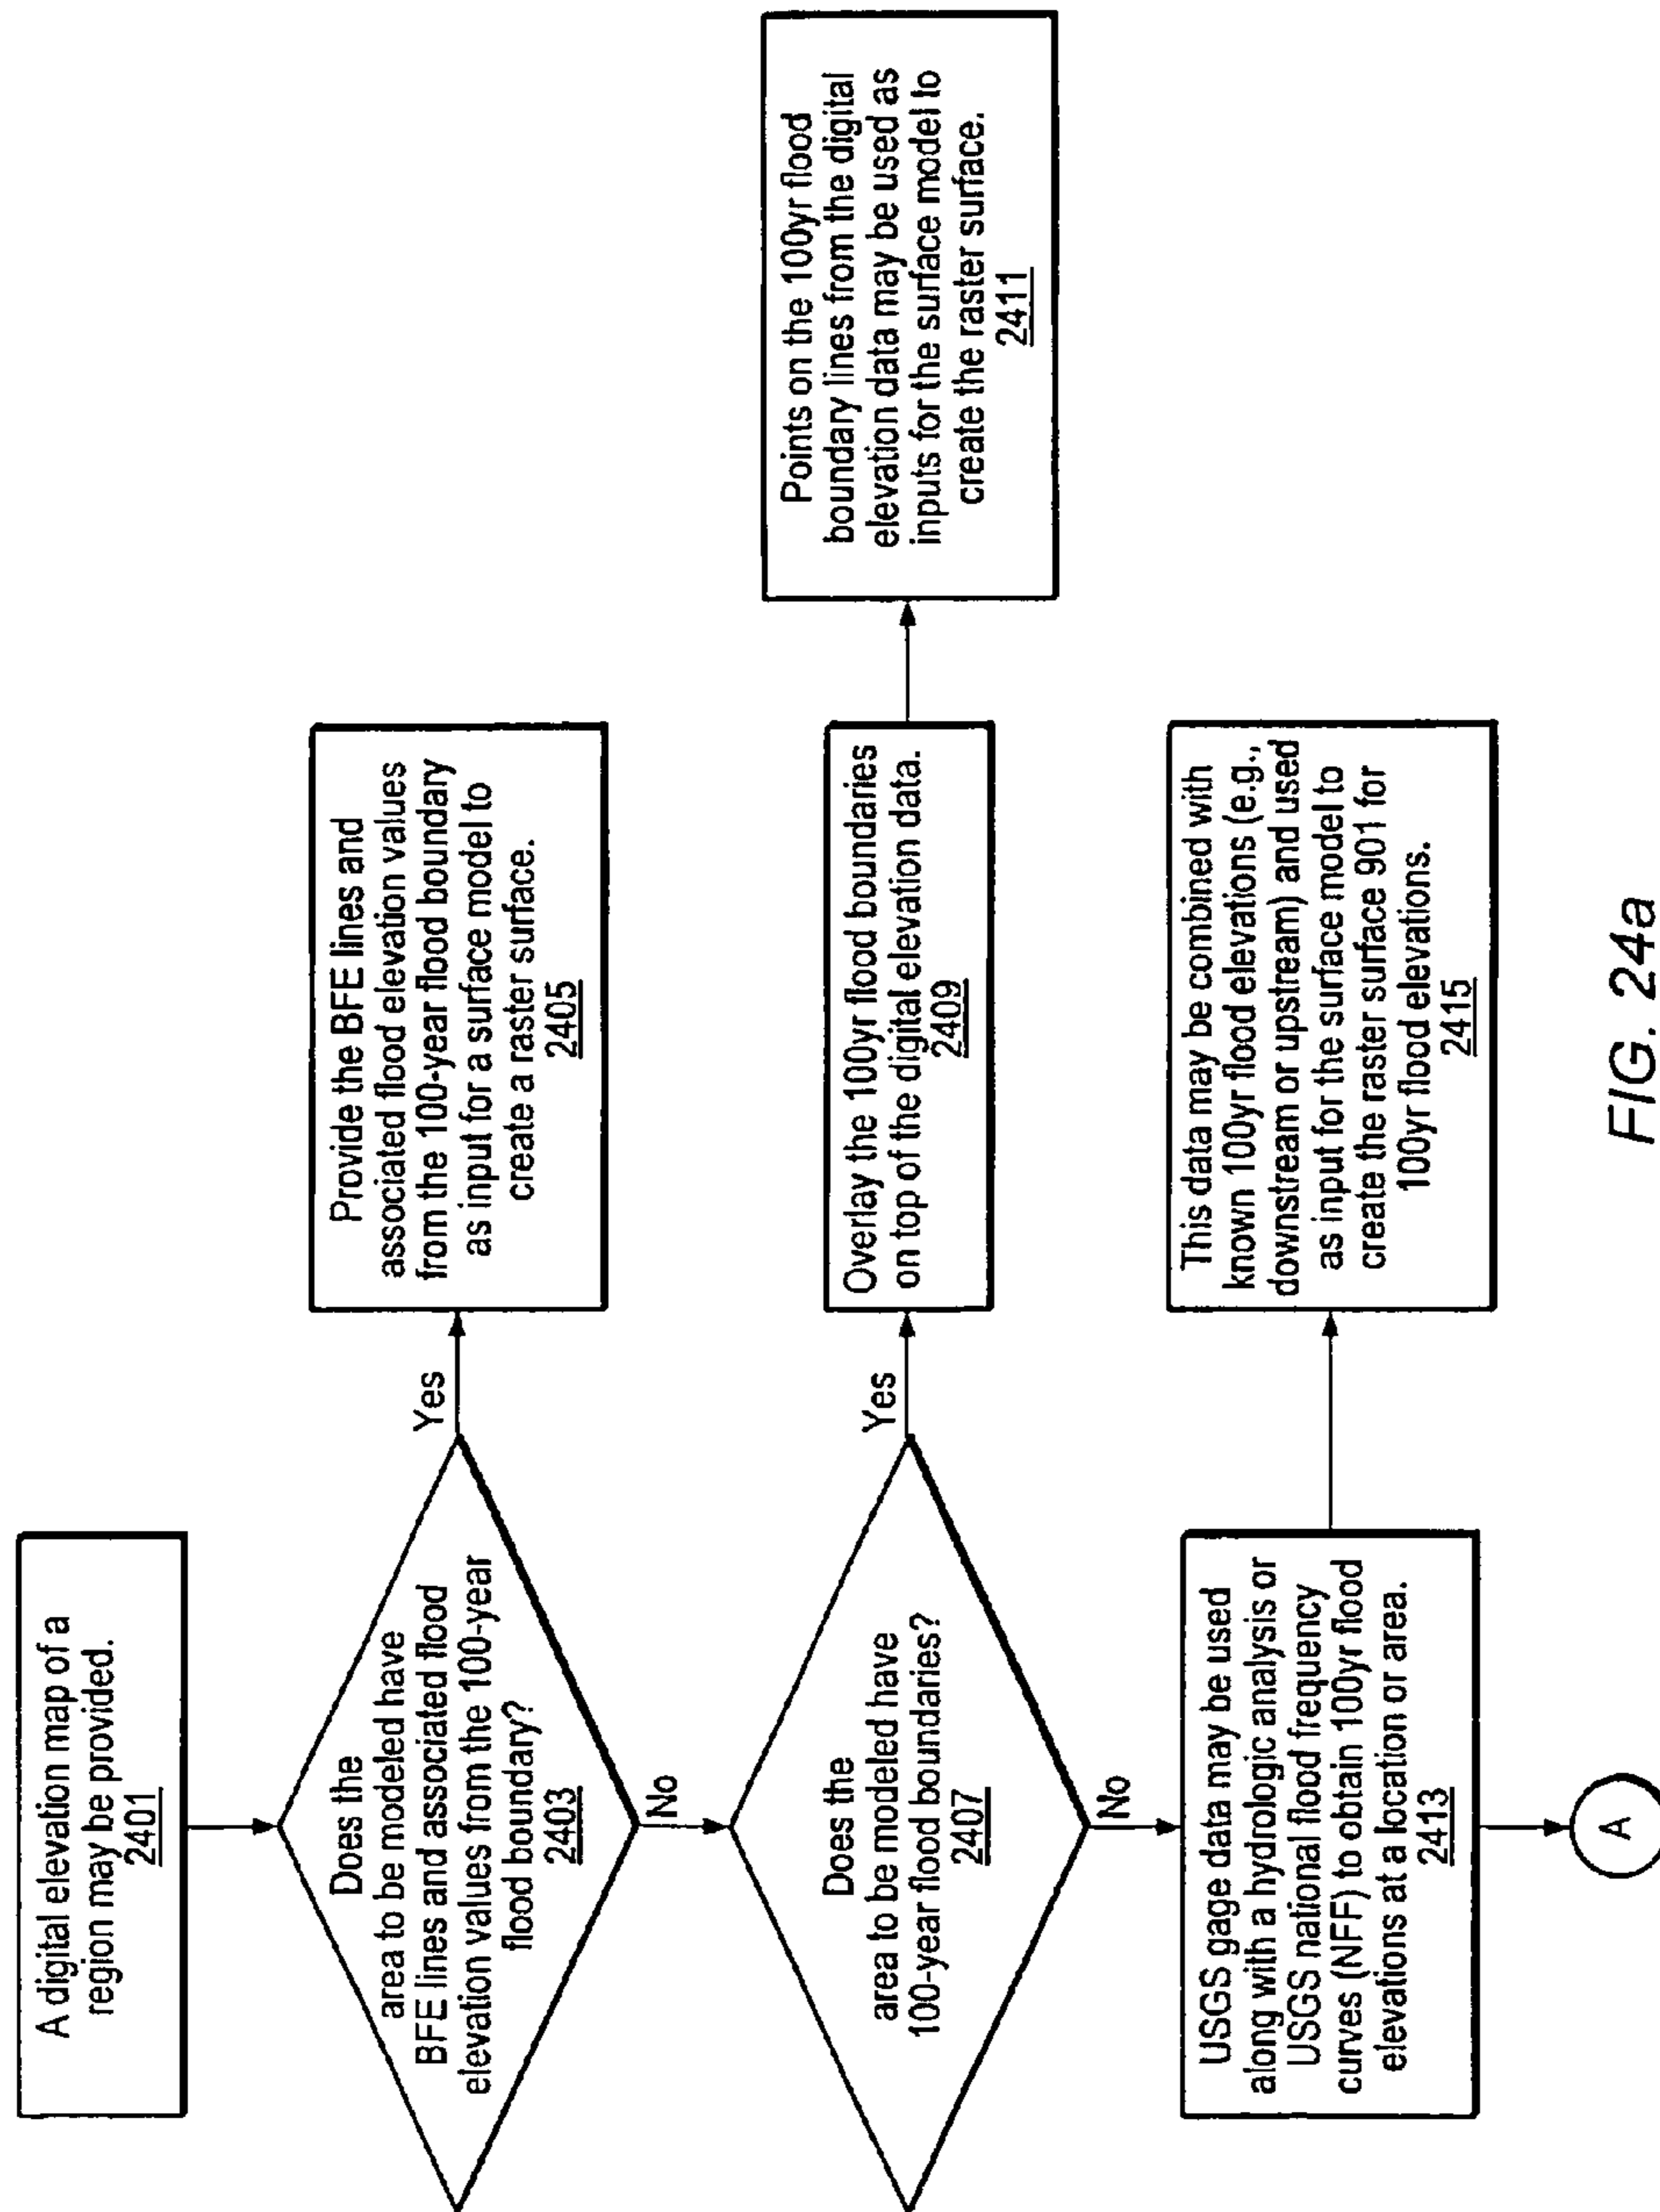 A digital elevation map of a
region may be provided.
2401
Does the
area to be modeled have
BFE lines and associated flood
elevation values from the 100-year
flood boundary?
2403
Yes
Provide the BFE lines and
associated flood elevation values
from the 100-year flood boundary
as input for a surface model to
create a raster surface.
2405
No
Does the
area to be modeled have
100-year flood boundaries?
2407
Yes
Overlay the 100yr flood boundaries
on top of the digital elevation data.
2409
Points on the 100yr flood
boundary lines from the digital
elevation data may be used as
inputs for the surface model to
create the raster surface.
2411
No
USGS gage data may be used
along with a hydrologic analysis or
USGS national flood frequency
curves (NFF) to obtain 100yr flood
elevations at a location or area.
2413
This data may be combined with
known 100yr flood elevations (e.g.,
downstream or upstream) and used
as input for the surface model to
create the raster surface 901 for
100yr flood elevations.
2415
A
FIG. 24a